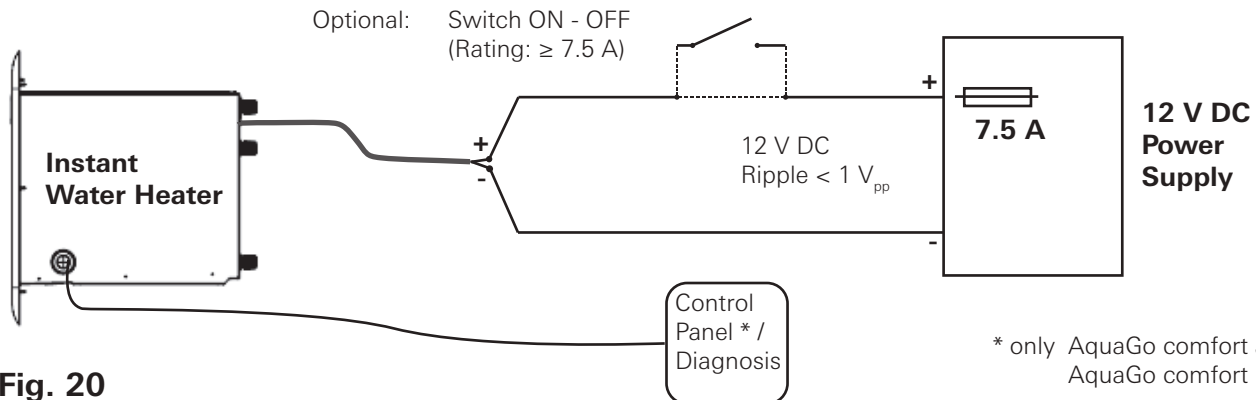 Optional: Switch ON - OFF
(Rating: ≥ 7.5 A)
+
7.5 A
12 V DC
Power
Supply
Instant
Water Heater
+
-
12 V DC
Ripple < 1 Vpp
-
Control
Panel * /
Diagnosis
* only AquaGo comfort
AquaGo comfort
Fig. 20